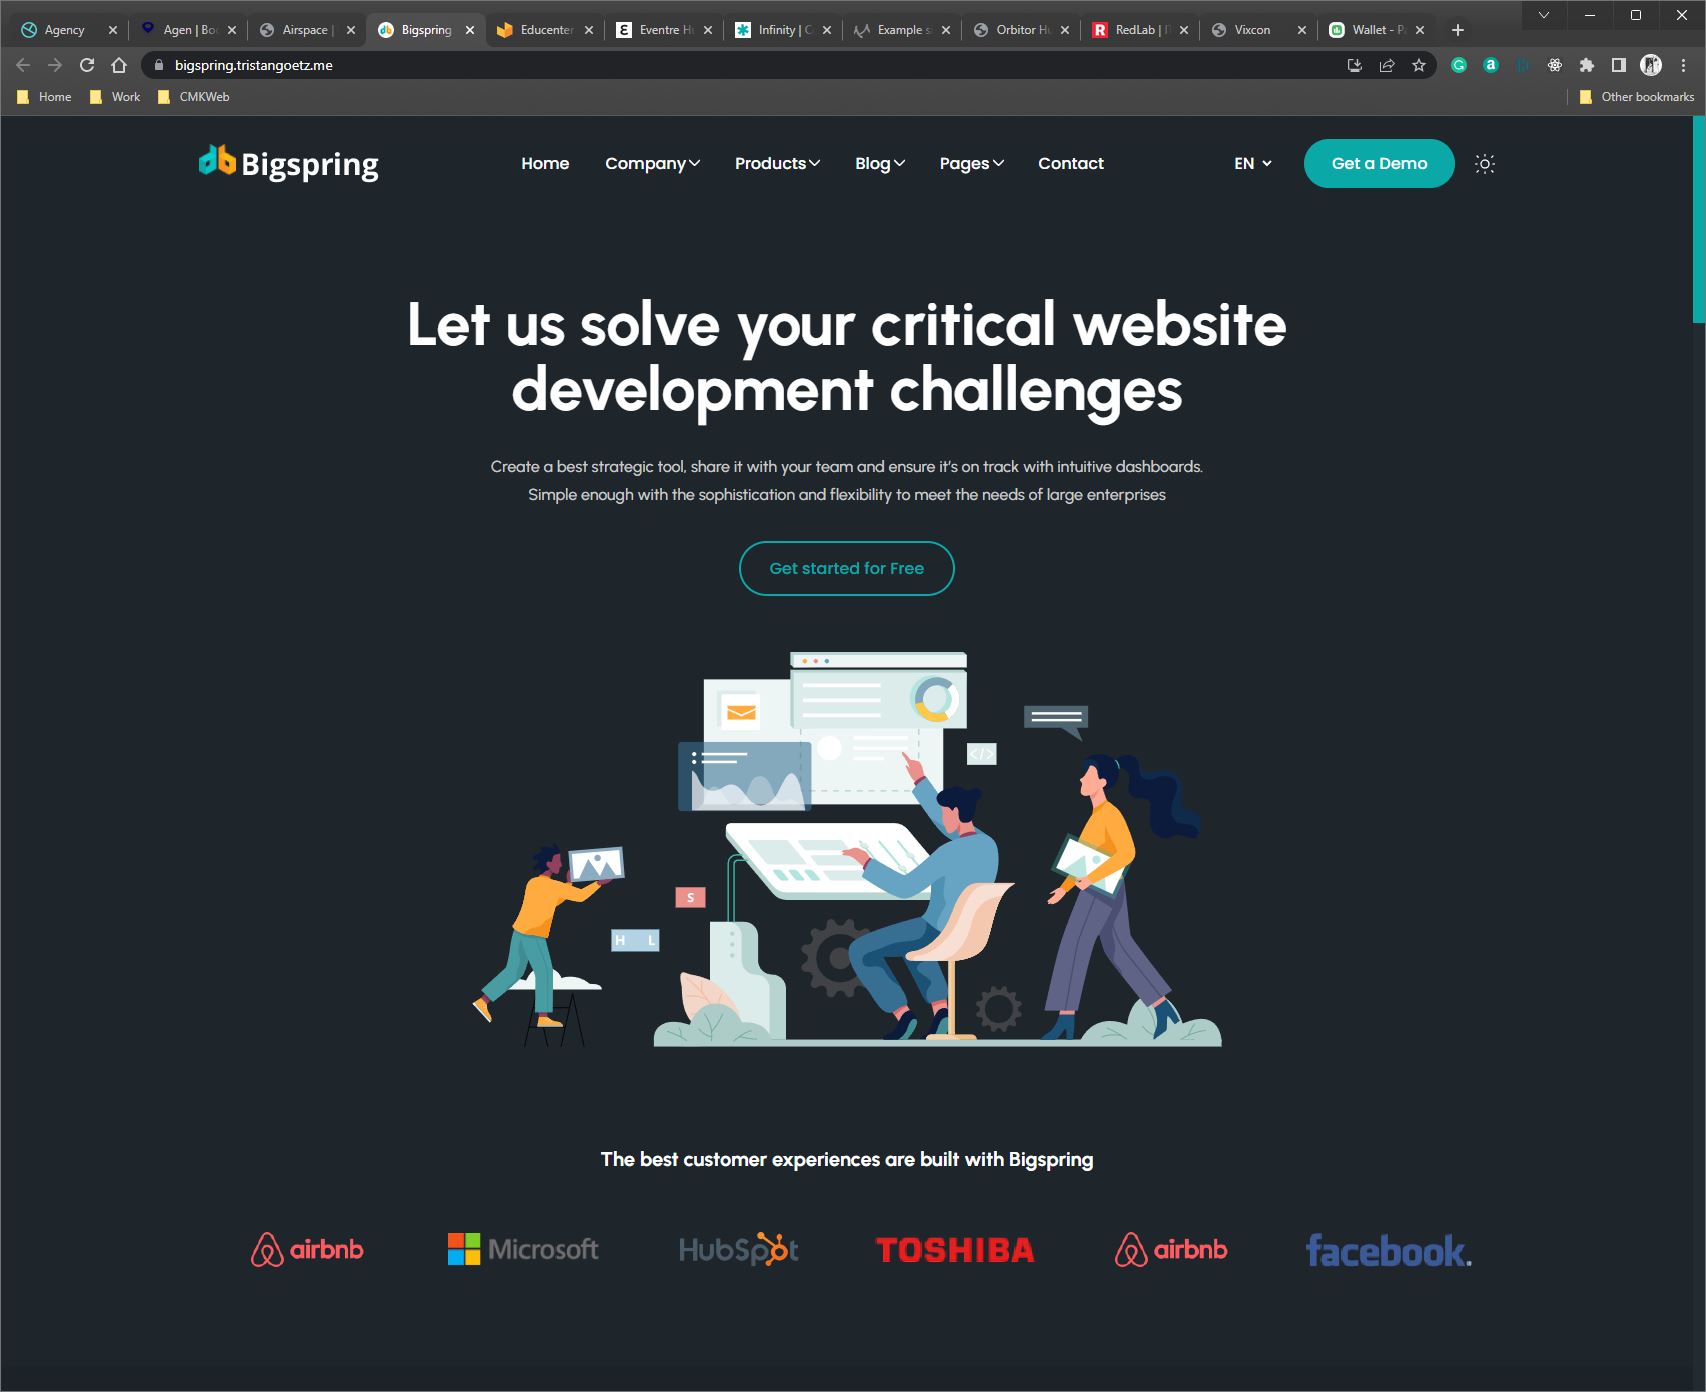 Agency
Agen | Boo
Airspace |
Bigspring
Educenter
Eventre H
Infinity | C
Example s
Orbitor Hu
RedLab | IT
Vixcon
Wallet - P
bigspring.tristangoetz.me
Home
Work
CMKWeb
Other bookmarks
Bigspring
Home
Company
Products
Blog
Pages
Contact
EN
Get a Demo
Let us solve your critical website
development challenges
Create a best strategic tool, share it with your team and ensure it's on track with intuitive dashboards.
Simple enough with the sophistication and flexibility to meet the needs of large enterprises
Get started for Free
</>
S
H L
The best customer experiences are built with Bigspring
airbnb
Microsoft
HubSpot
TOSHIBA
airbnb
facebook.